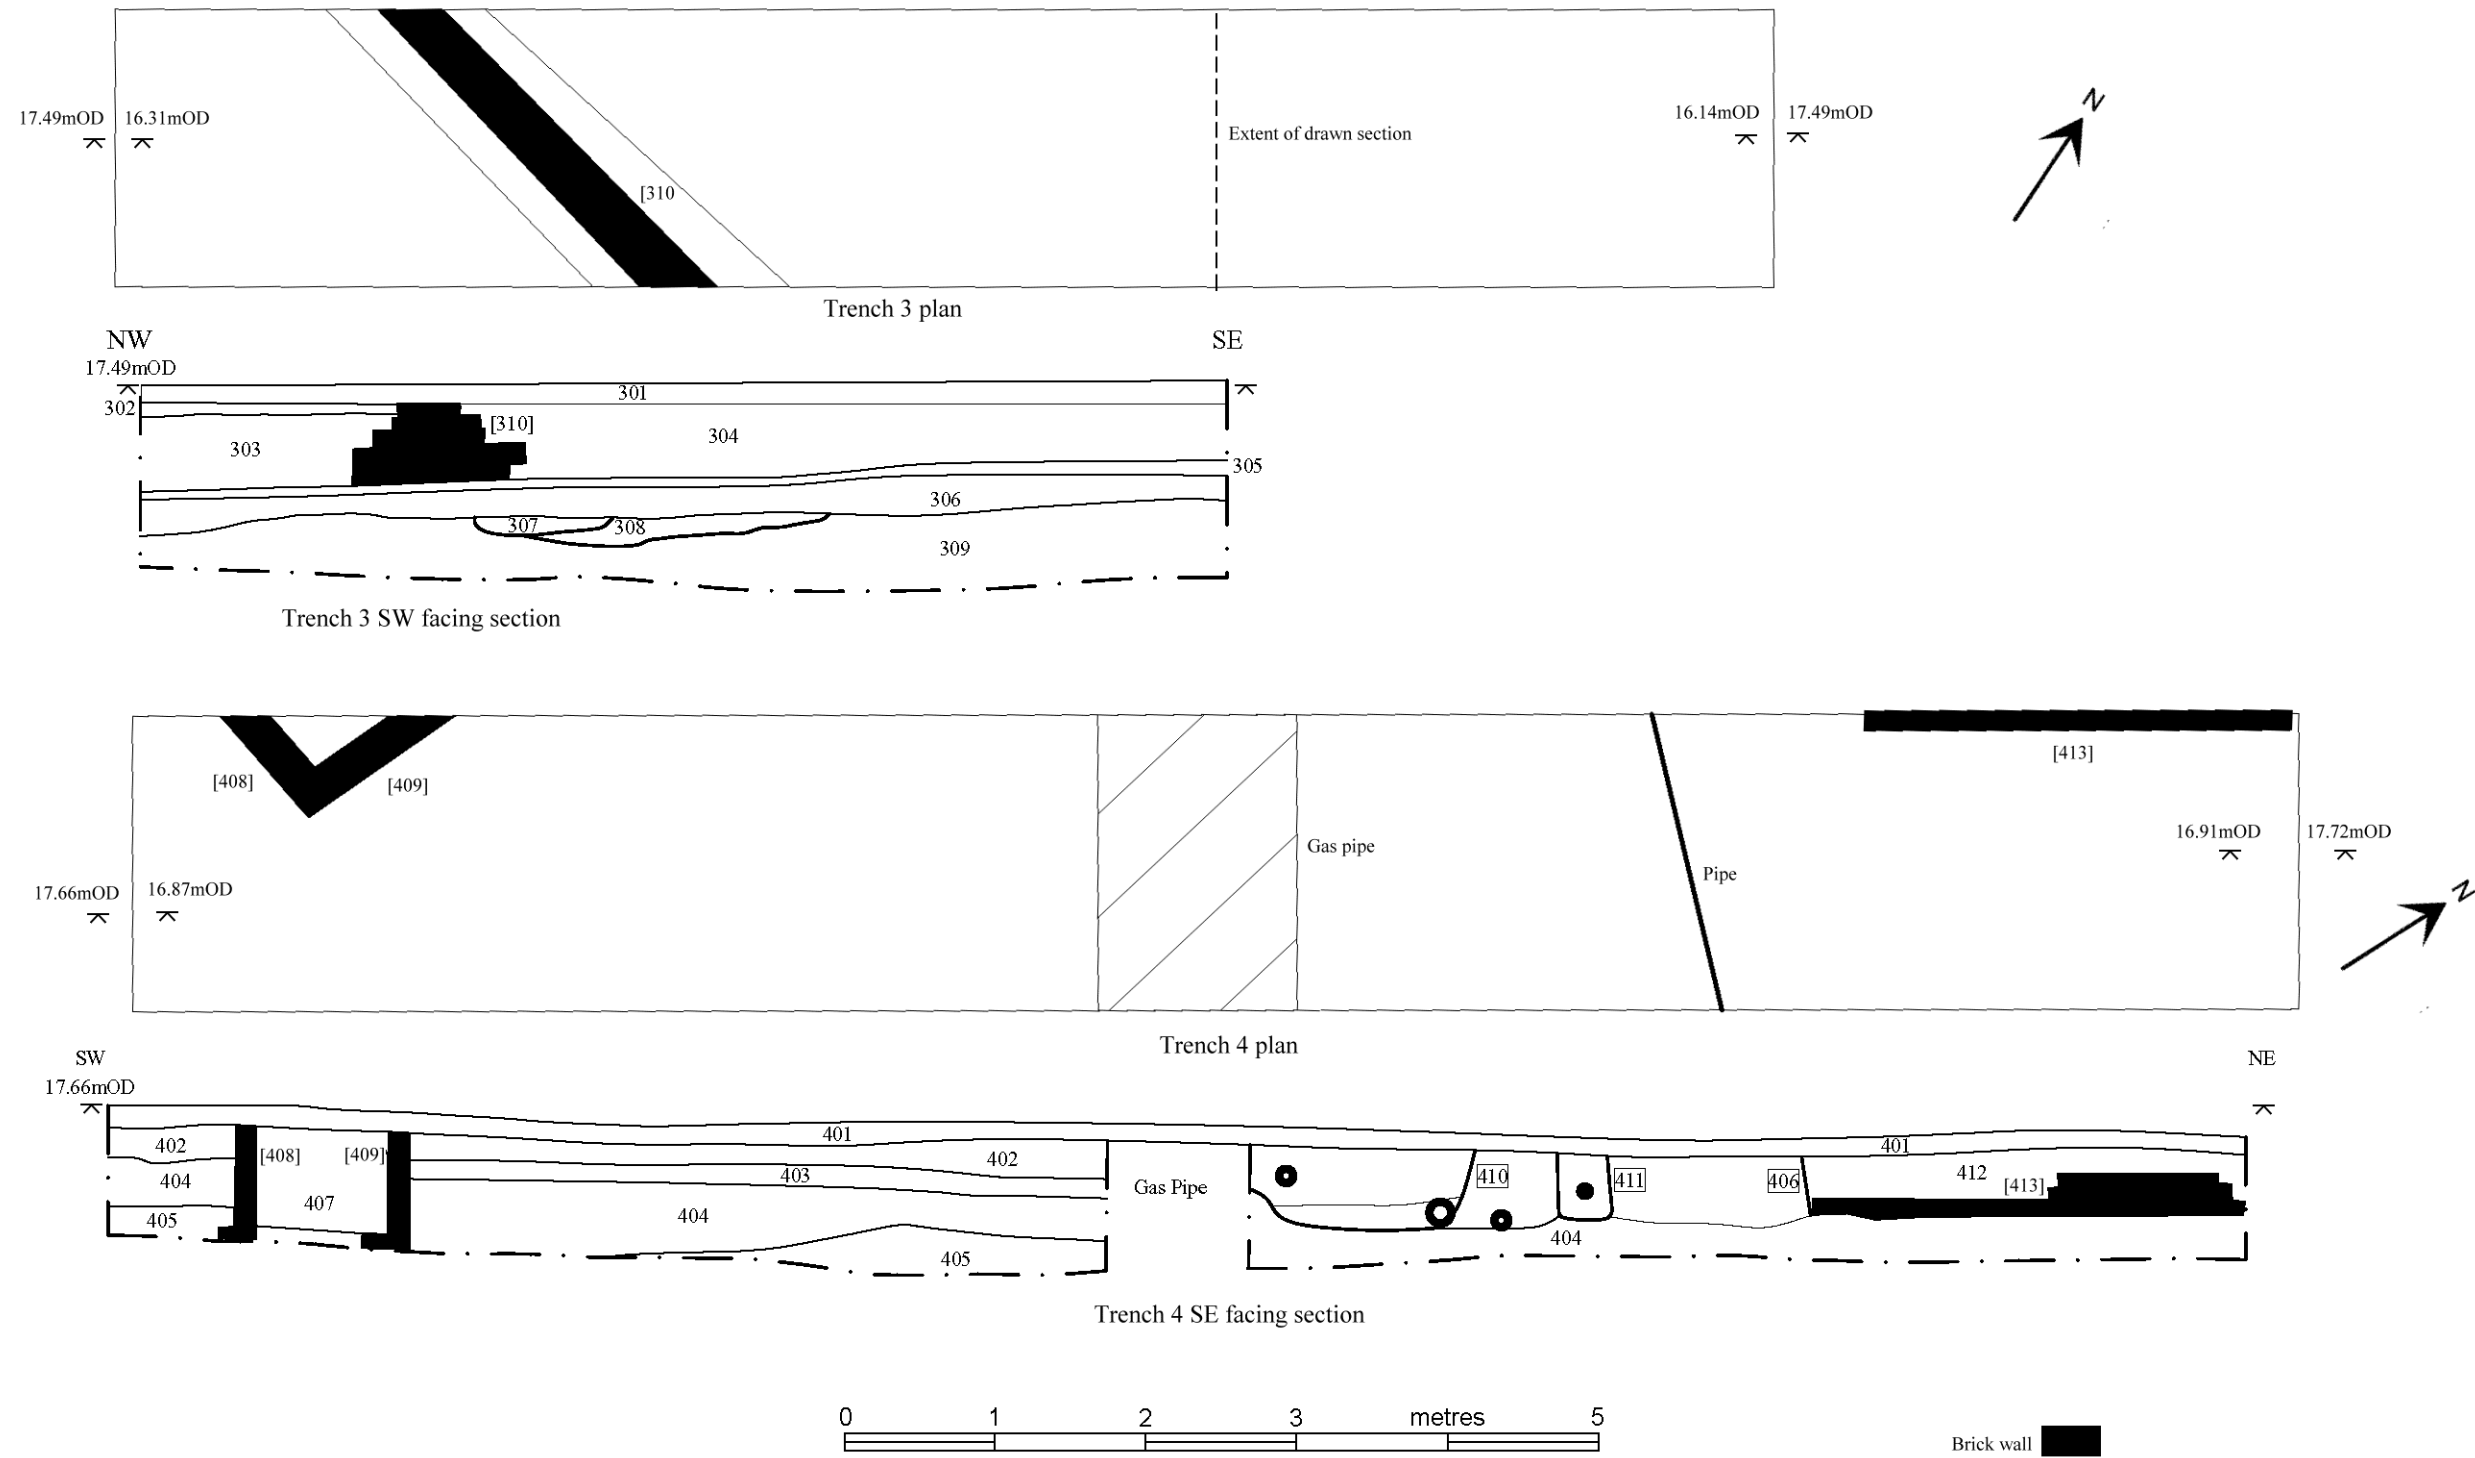 17.49mOD
16.31mOD
[310
Extent of drawn section
16.14mOD
17.49mOD
N
Trench 3 plan
NW
SE
17.49mOD
301
302
[310]
303
304
305
306
307
308
309
Trench 3 SW facing section
[408]
[409]
[413]
Gas pipe
Pipe
16.91mOD
17.72mOD
17.66mOD
16.87mOD
N
Trench 4 plan
SW
NE
17.66mOD
401
401
402
[408]
[409]
402
403
404
407
405
404
405
Gas Pipe
410
411
406
412
[413]
404
Trench 4 SE facing section
0 1 2 3 metres 5
Brick wall